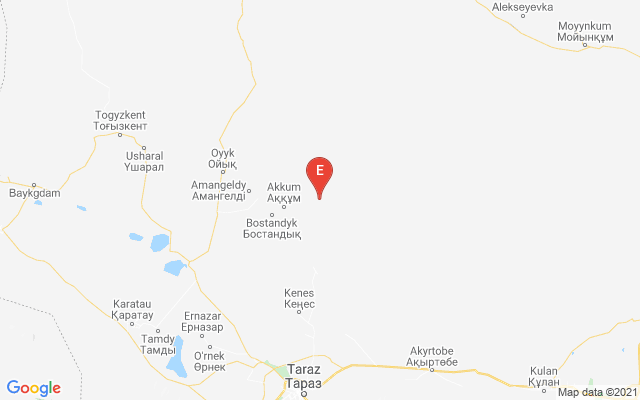 Alekseyevka
Moyynkum
Мойынқұм
Togyzkent
Тоғызкент
Usharal
Үшарал
Oyyk
Ойық
Baykgdam
Amangeldy
Амангелді
Akkum
Аққұм
Bostandyk
Бостандық
E
Karatau
Қаратау
Tamdy
Тамды
Ernazar
Ерназар
O'rnek
Өрнек
Kenes
Кеңес
Taraz
Тараз
Akyrtobe
Ақыртөбе
Kulan
Құлан
Google
Map data ©2021